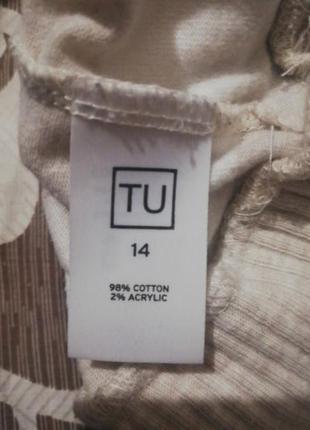 TU
14
98% COTTON
2% ACRYLIC